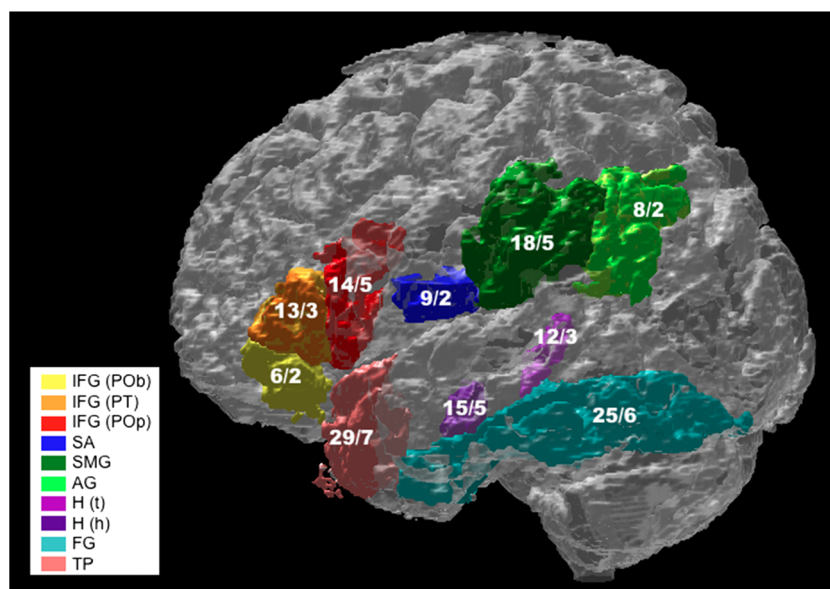 8/2
18/5
14/5
9/2
13/3
12/3
6/2
15/5
25/6
29/7
IFG (POb)
IFG (PT)
IFG (POp)
SA
SMG
AG
H (t)
H (h)
FG
TP